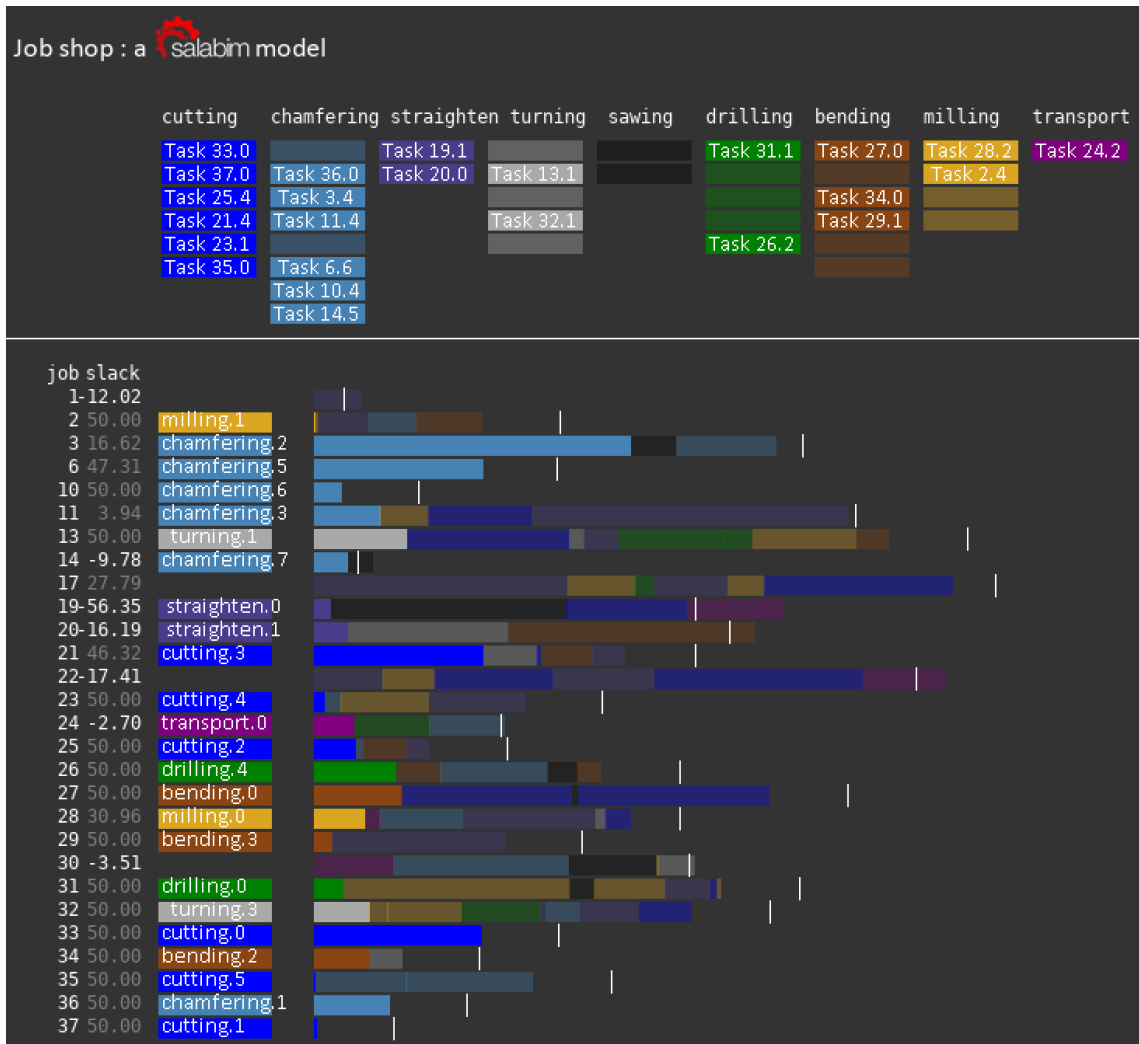 Job shop : a salabim model
cutting chamfering straighten turning sawing drilling bending milling transport
Task 33.0 Task 19.1 Task 31.1 Task 27.0 Task 28.2 Task 24.2
Task 37.0 Task 36.0 Task 20.0 Task 13.1 Task 2.4
Task 25.4 Task 3.4 Task 34.0
Task 21.4 Task 11.4 Task 32.1 Task 29.1
Task 23.1 Task 26.2
Task 35.0 Task 6.6
Task 10.4
Task 14.5
job slack
1 -12.02
2 50.00 milling.1
3 16.62 chamfering.2
6 47.31 chamfering.5
10 50.00 chamfering.6
11 3.94 chamfering.3
13 50.00 turning.1
14 -9.78 chamfering.7
17 27.79
19 -56.35 straighten.0
20 -16.19 straighten.1
21 46.32 cutting.3
22 -17.41
23 50.00 cutting.4
24 -2.70 transport.0
25 50.00 cutting.2
26 50.00 drilling.4
27 50.00 bending.0
28 30.96 milling.0
29 50.00 bending.3
30 -3.51
31 50.00 drilling.0
32 50.00 turning.3
33 50.00 cutting.0
34 50.00 bending.2
35 50.00 cutting.5
36 50.00 chamfering.1
37 50.00 cutting.1